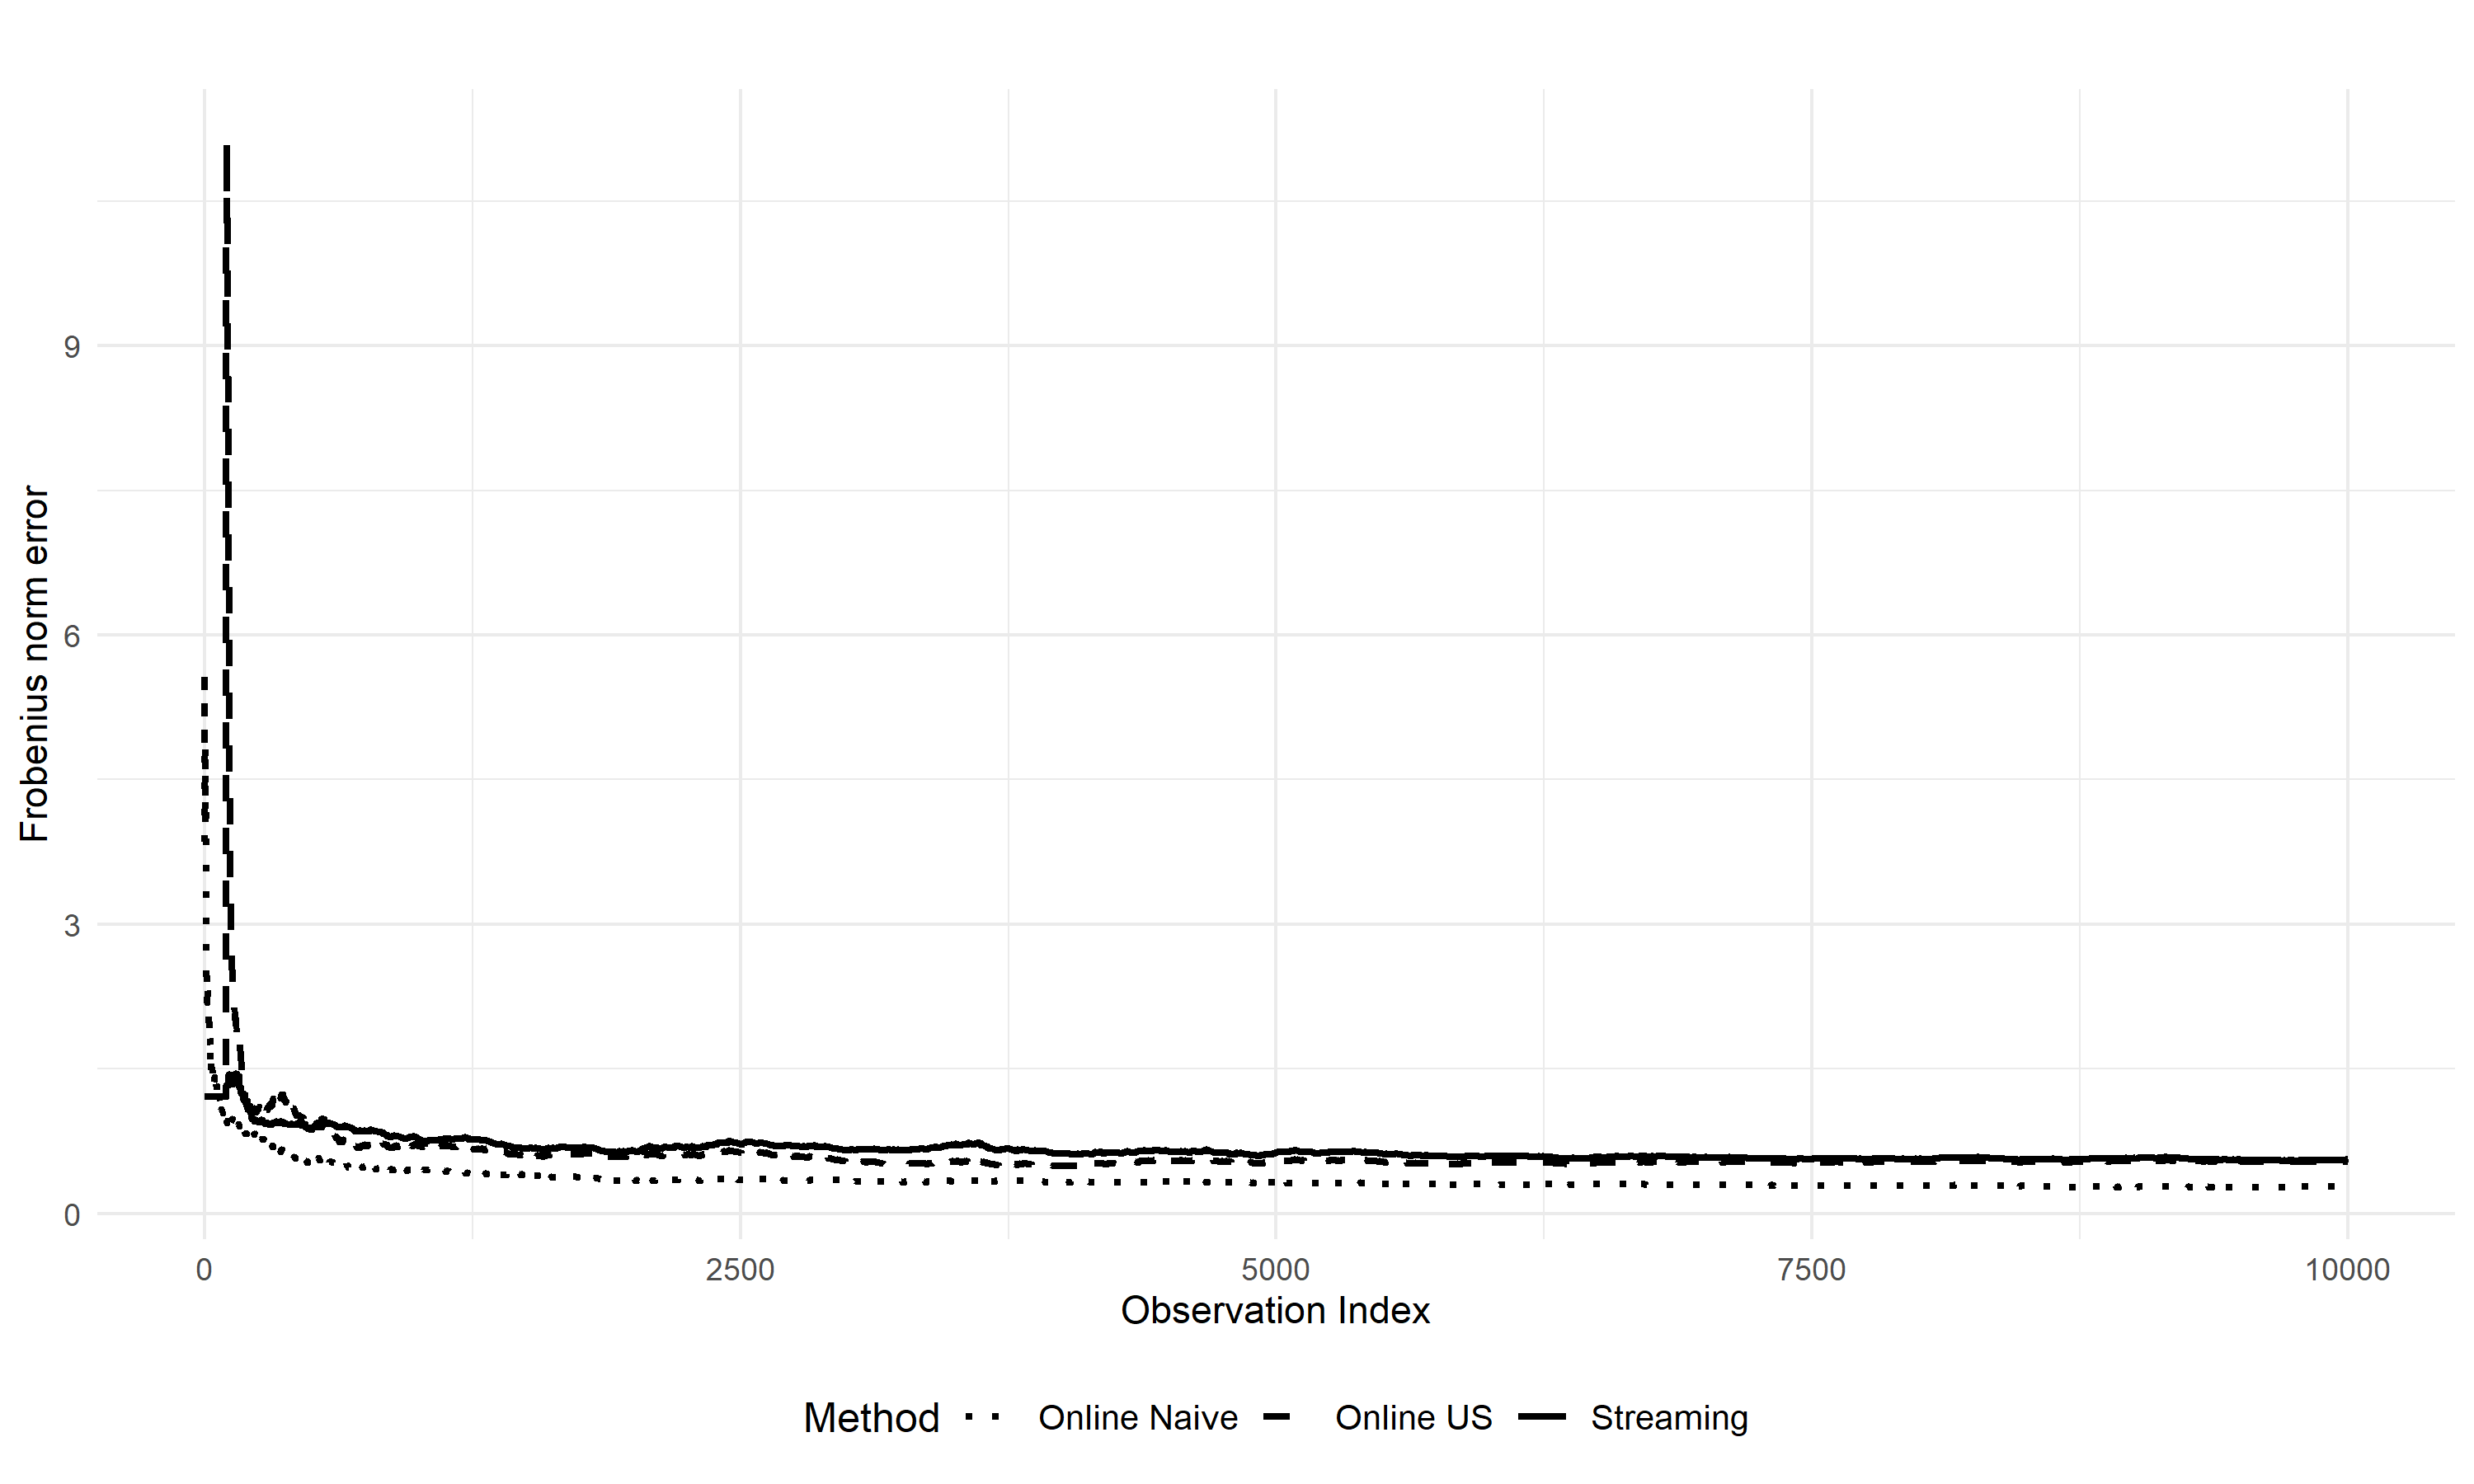 Frobenius norm error
9
6
3
0
0 2500 5000 7500 10000
Observation Index
Method Online Naive Online US Streaming